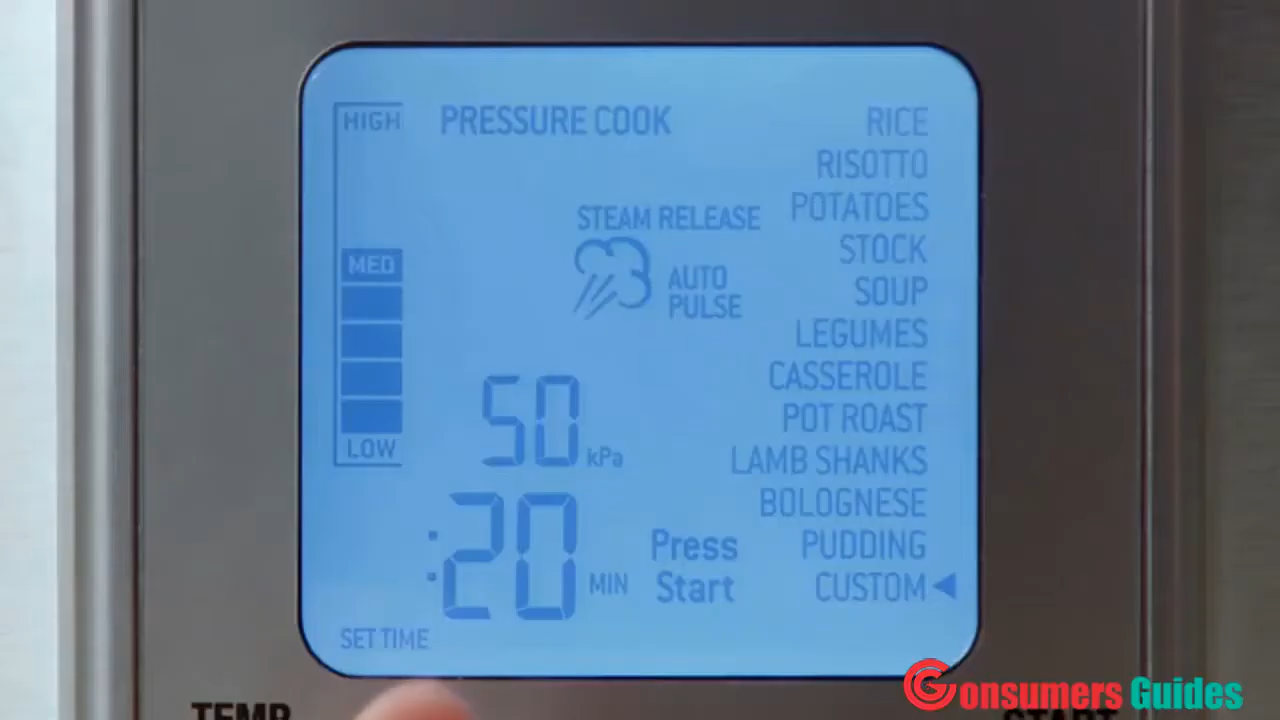 HIGH
PRESSURE COOK
STEAM RELEASE
AUTO
PULSE
MED
LOW
50 kPa
:20 MIN
Press
Start
SET TIME
RICE
RISOTTO
POTATOES
STOCK
SOUP
LEGUMES
CASSEROLE
POT ROAST
LAMB SHANKS
BOLOGNESE
PUDDING
CUSTOM
TEMP
START
Consumers Guides